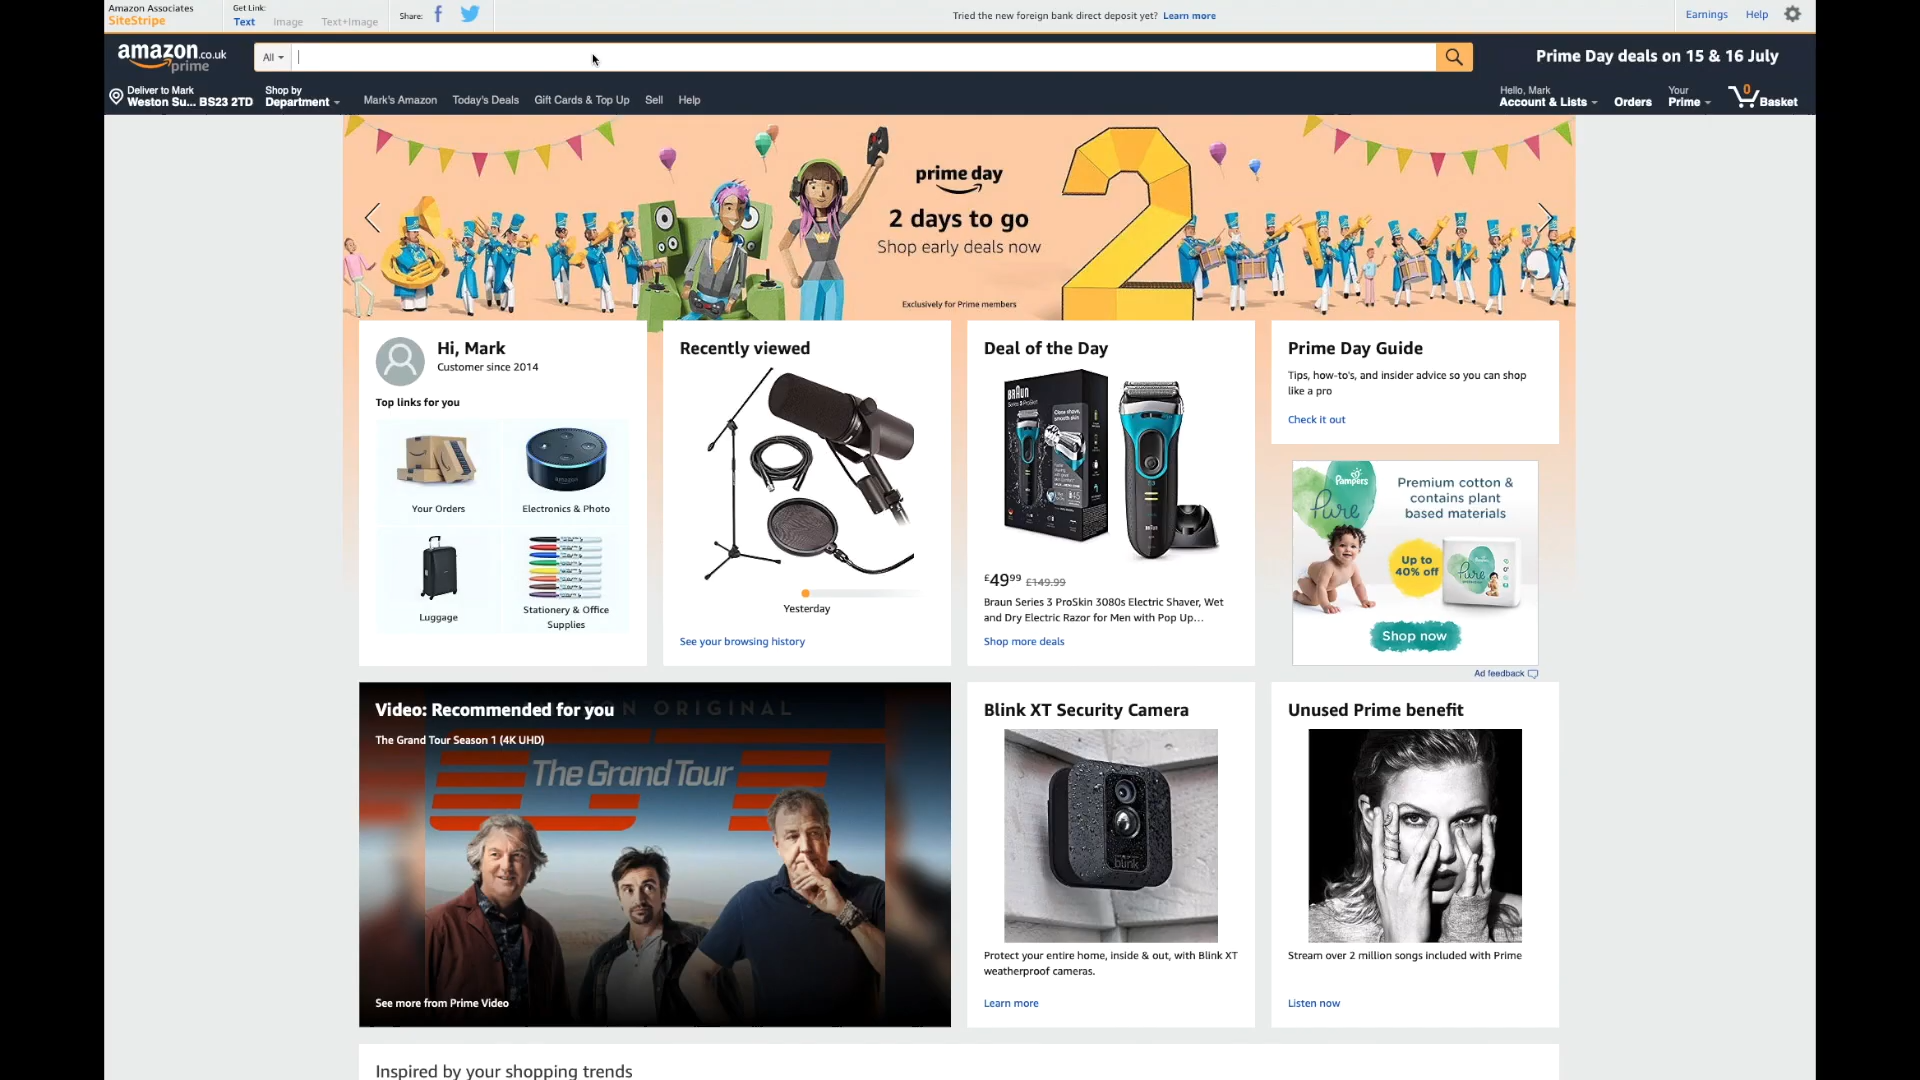 Amazon Associates
SiteStripe
Get Link:
Text Image Text+Image
Share:
Tried the new foreign bank direct deposit yet? Learn more
Earnings Help
amazon.co.uk
prime
All
Prime Day deals on 15 & 16 July
Deliver to Mark
Weston Su... BS23 2TD
Shop by
Department
Mark's Amazon Today's Deals Gift Cards & Top Up Sell Help
Hello, Mark
Account & Lists
Orders
Your
Prime
0
Basket
prime day
2 days to go
Shop early deals now
Exclusively for Prime members
2
Hi, Mark
Customer since 2014
Top links for you
Your Orders
Electronics & Photo
Luggage
Stationery & Office
Supplies
Recently viewed
Yesterday
See your browsing history
Deal of the Day
BRAUN
£49.99 £149.99
Braun Series 3 ProSkin 3080s Electric Shaver, Wet
and Dry Electric Razor for Men with Pop Up...
Shop more deals
Prime Day Guide
Tips, how-to's, and insider advice so you can shop
like a pro
Check it out
Pampers
Pure
Premium cotton &
contains plant
based materials
Up to
40% off
Pure
Shop now
Ad feedback
Video: Recommended for you
ORIGINAL
The Grand Tour Season 1 (4K UHD)
The Grand Tour
See more from Prime Video
Blink XT Security Camera
blink
Protect your entire home, inside & out, with Blink XT
weatherproof cameras.
Learn more
Unused Prime benefit
Stream over 2 million songs included with Prime
Listen now
Inspired by your shopping trends